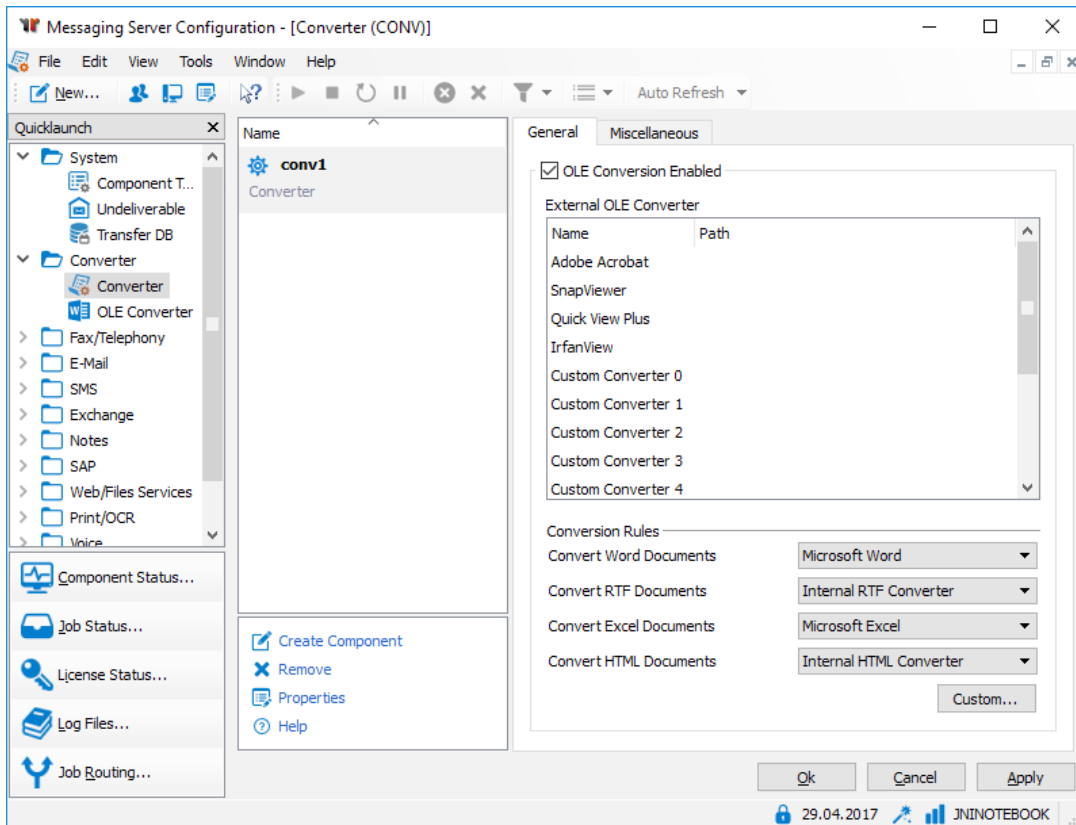 Messaging Server Configuration - [Converter (CONV)]
File Edit View Tools Window Help
New... Auto Refresh
Quicklaunch
System
Component T...
Undeliverable
Transfer DB
Converter
Converter
OLE Converter
Fax/Telephony
E-Mail
SMS
Exchange
Notes
SAP
Web/Files Services
Print/OCR
Voice
Component Status...
Job Status...
License Status...
Log Files...
Job Routing...
Name
conv1
Converter
Create Component
Remove
Properties
Help
General Miscellaneous
OLE Conversion Enabled
External OLE Converter
Name Path
Adobe Acrobat
SnapViewer
Quick View Plus
IrfanView
Custom Converter 0
Custom Converter 1
Custom Converter 2
Custom Converter 3
Custom Converter 4
Conversion Rules
Convert Word Documents Microsoft Word
Convert RTF Documents Internal RTF Converter
Convert Excel Documents Microsoft Excel
Convert HTML Documents Internal HTML Converter
Custom...
Ok Cancel Apply
29.04.2017 JNINOTEBOOK